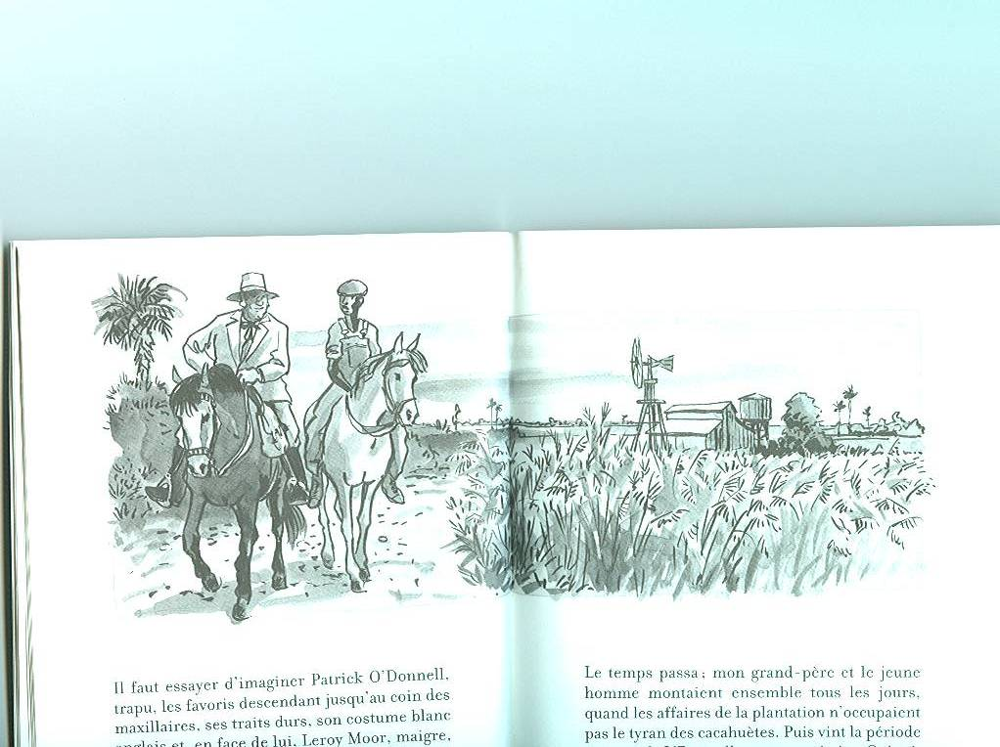 Il faut essayer d'imaginer Patrick O'Donnell,
trapu, les favoris descendant jusqu'au coin des
maxillaires, ses traits durs, son costume blanc
anglais et, en face de lui, Leroy Moor, maigre,
Le temps passa ; mon grand-père et le jeune
homme montaient ensemble tous les jours,
quand les affaires de la plantation n'occupaient
pas le tyran des cacahuètes. Puis vint la période